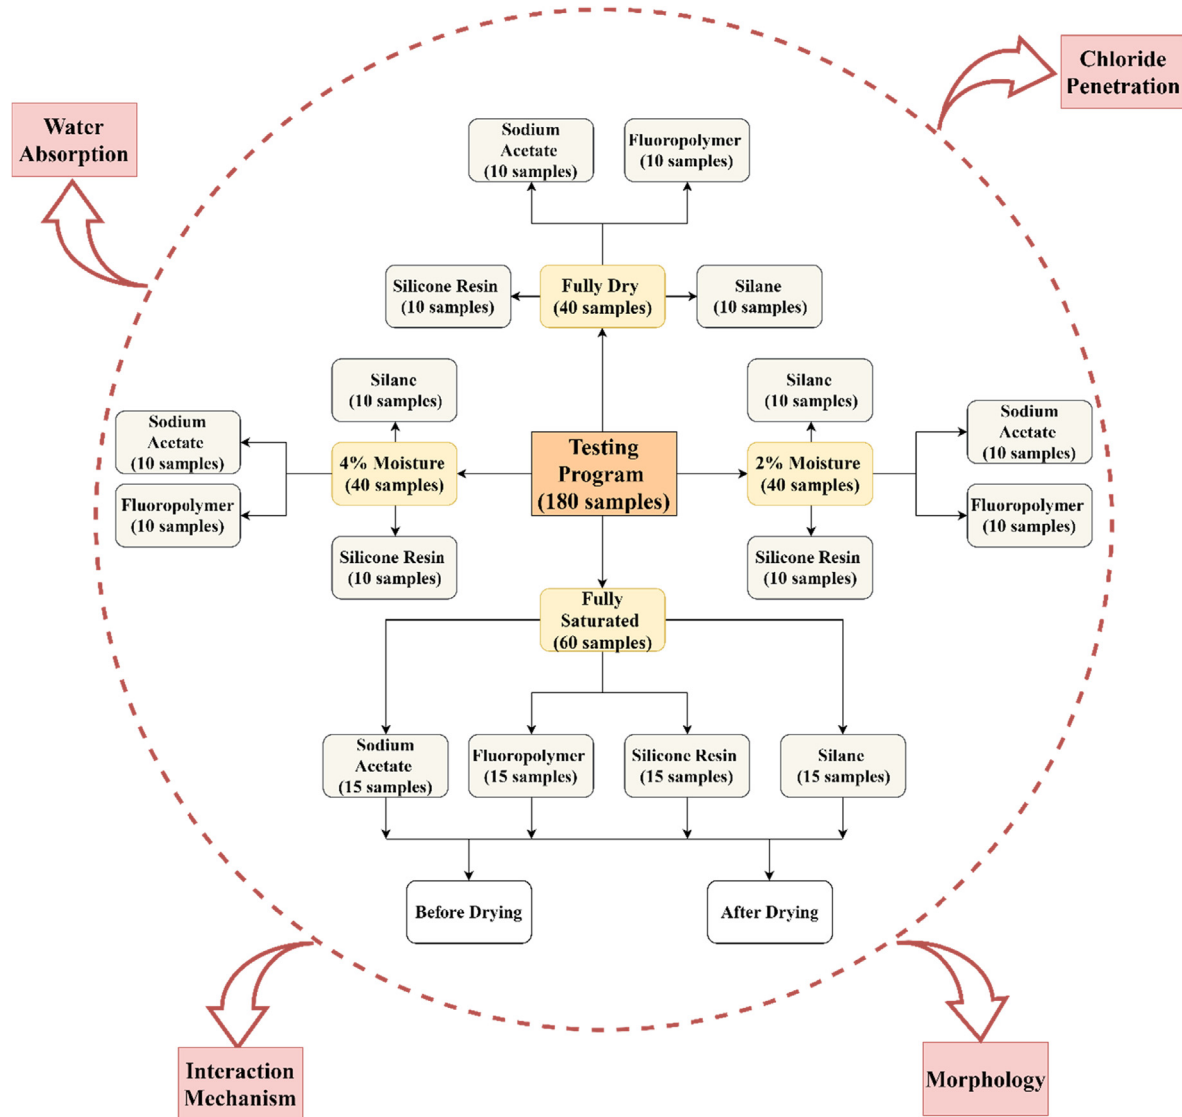 Chloride
Penetration
Water
Absorption
Sodium
Acetate
(10 samples)
Fluoropolymer
(10 samples)
Silicone Resin
(10 samples)
Fully Dry
(40 samples)
Silane
(10 samples)
Silane
(10 samples)
Silane
(10 samples)
Sodium
Acetate
(10 samples)
Fluoropolymer
(10 samples)
4% Moisture
(40 samples)
Testing
Program
(180 samples)
2% Moisture
(40 samples)
Sodium
Acetate
(10 samples)
Fluoropolymer
(10 samples)
Silicone Resin
(10 samples)
Silicone Resin
(10 samples)
Fully
Saturated
(60 samples)
Sodium
Acetate
(15 samples)
Fluoropolymer
(15 samples)
Silicone Resin
(15 samples)
Silane
(15 samples)
Before Drying
After Drying
Interaction
Mechanism
Morphology